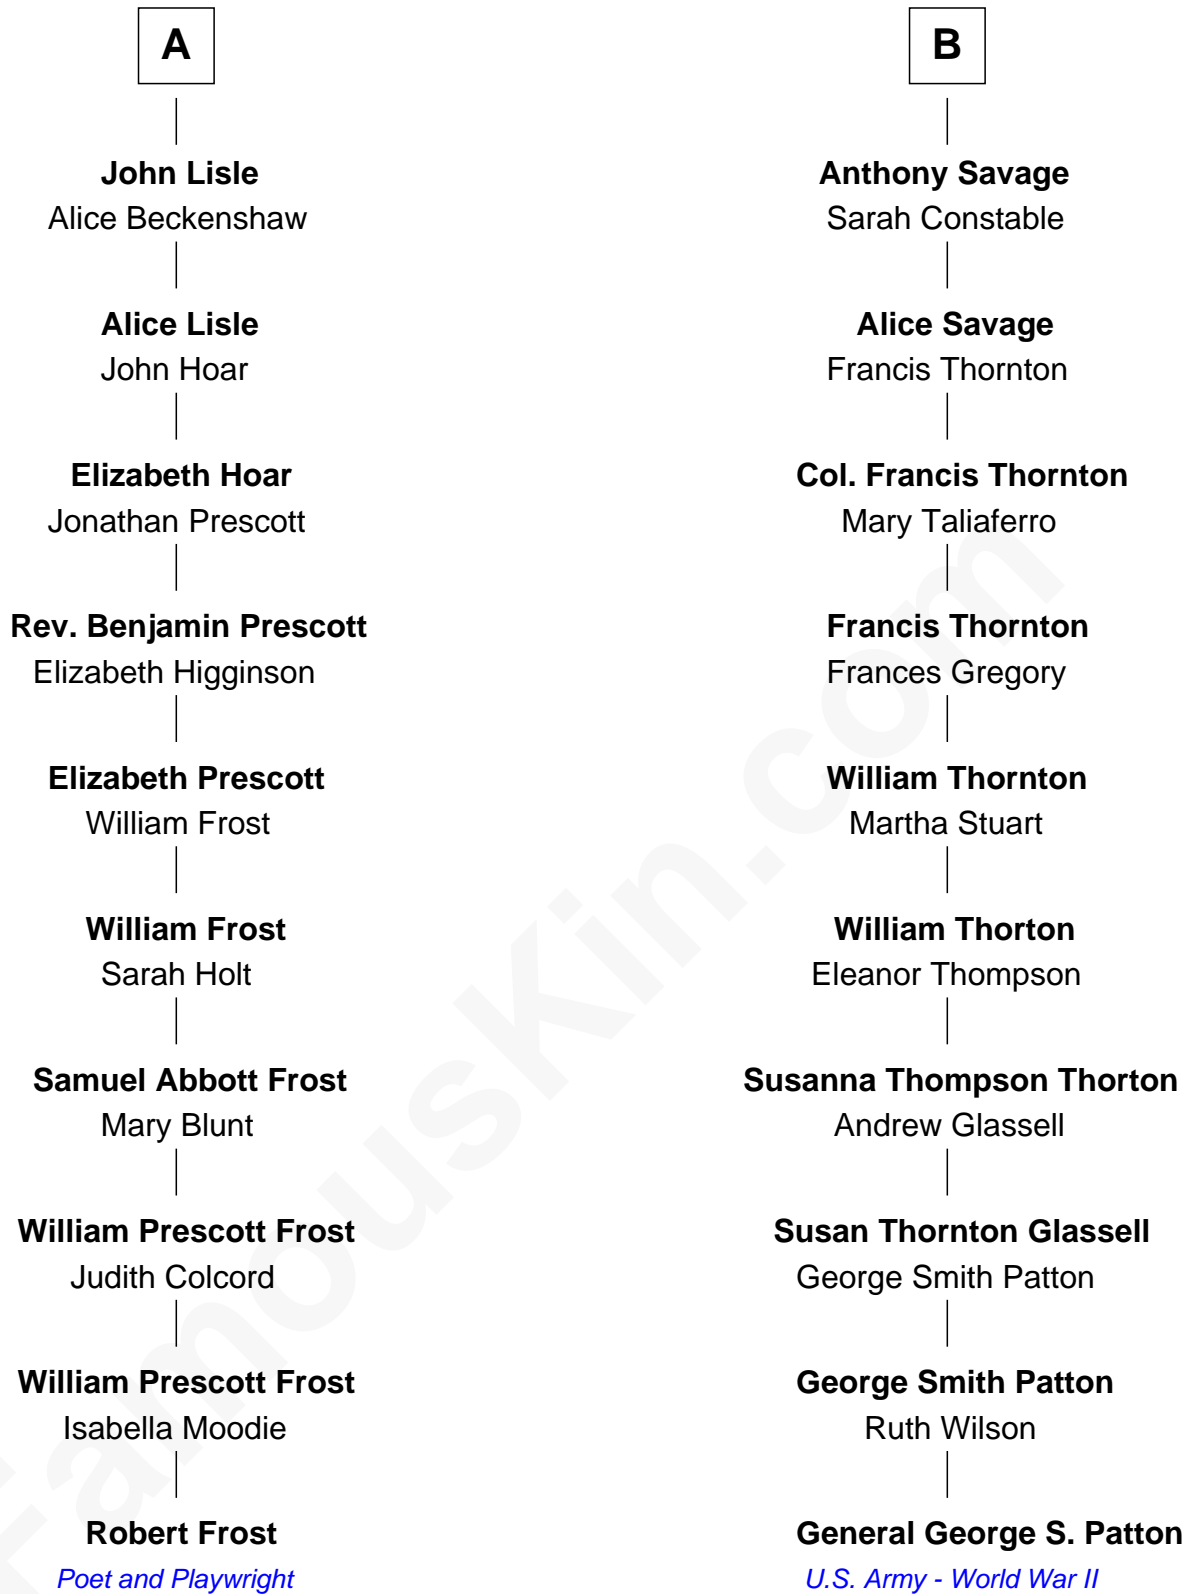 A
John Lisle
Alice Beckenshaw
Alice Lisle
John Hoar
Elizabeth Hoar
Jonathan Prescott
Rev. Benjamin Prescott
Elizabeth Higginson
Elizabeth Prescott
William Frost
William Frost
Sarah Holt
Samuel Abbott Frost
Mary Blunt
William Prescott Frost
Judith Colcord
William Prescott Frost
Isabella Moodie
Robert Frost
Poet and Playwright
B
Anthony Savage
Sarah Constable
Alice Savage
Francis Thornton
Col. Francis Thornton
Mary Taliaferro
Francis Thornton
Frances Gregory
William Thornton
Martha Stuart
William Thorton
Eleanor Thompson
Susanna Thompson Thorton
Andrew Glassell
Susan Thornton Glassell
George Smith Patton
George Smith Patton
Ruth Wilson
General George S. Patton
U.S. Army - World War II
FamousKin.com